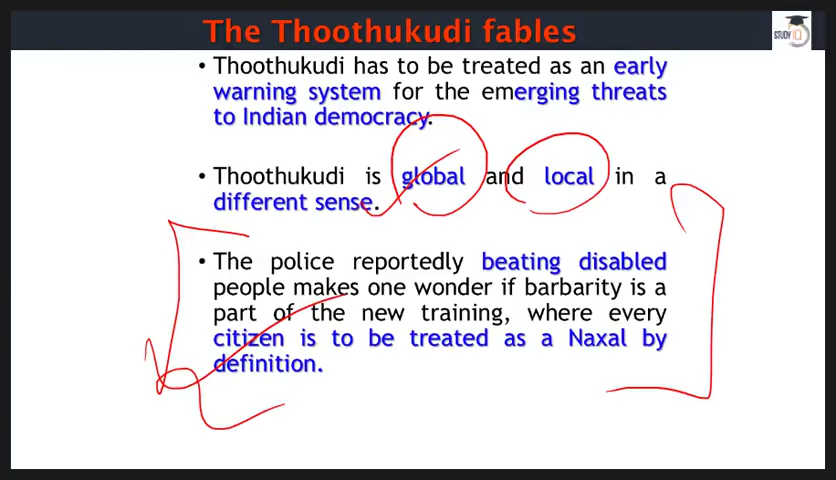 The Thoothukudi fables
STUDY IQ
• Thoothukudi has to be treated as an early
warning system for the emerging threats
to Indian democracy.
• Thoothukudi is global and local in a
different sense.
• The police reportedly beating disabled
people makes one wonder if barbarity is a
part of the new training, where every
citizen is to be treated as a Naxal by
definition.